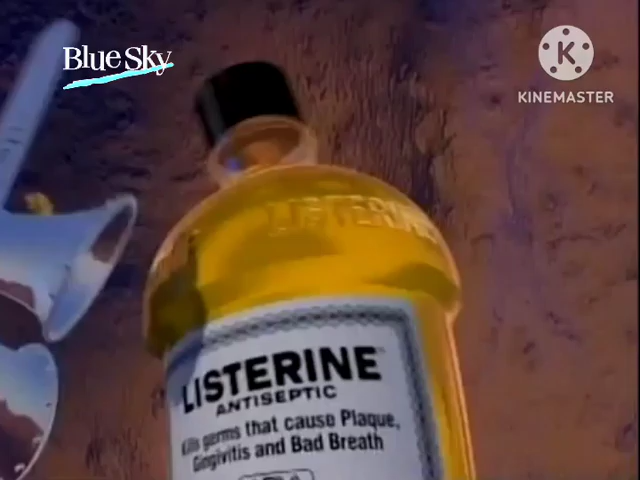 Blue Sky
KINEMASTER
LISTERINE
LISTERINE
ANTISEPTIC
Kills germs that cause Plaque,
Gingivitis and Bad Breath